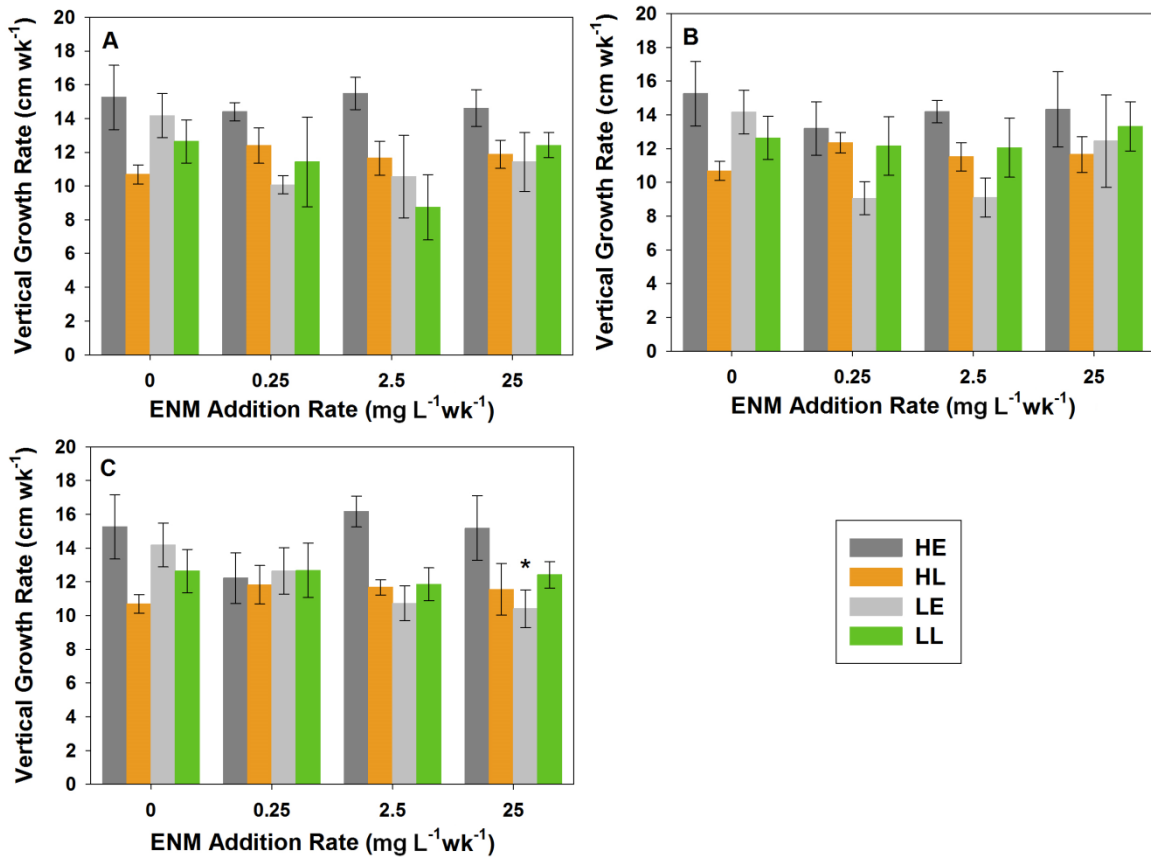 A
Vertical Growth Rate (cm wk⁻¹)
20
18
16
14
12
10
8
6
4
2
0
0 0.25 2.5 25
ENM Addition Rate (mg L⁻¹wk⁻¹)
B
Vertical Growth Rate (cm wk⁻¹)
20
18
16
14
12
10
8
6
4
2
0
0 0.25 2.5 25
ENM Addition Rate (mg L⁻¹wk⁻¹)
C
Vertical Growth Rate (cm wk⁻¹)
20
18
16
14
12
10
8
6
4
2
0
*
0 0.25 2.5 25
ENM Addition Rate (mg L⁻¹wk⁻¹)
HE
HL
LE
LL